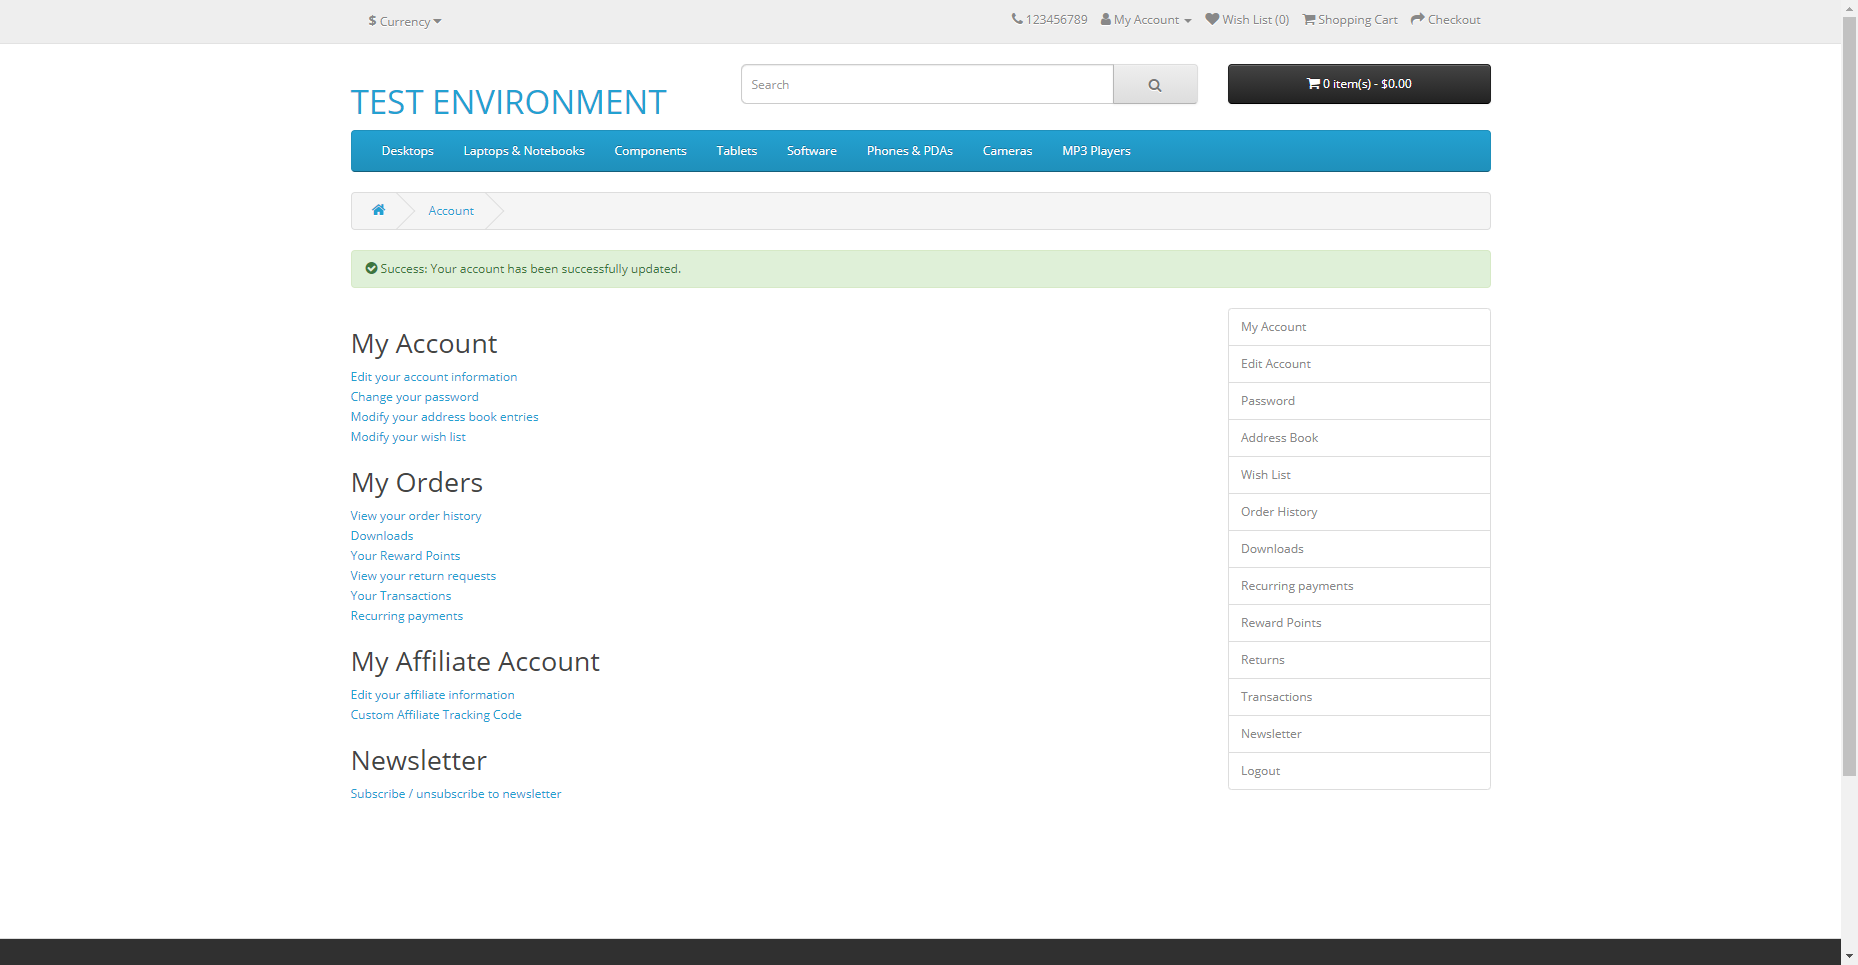 $ Currency
123456789 My Account Wish List (0) Shopping Cart Checkout
TEST ENVIRONMENT
Search
0 item(s) - $0.00
Desktops Laptops & Notebooks Components Tablets Software Phones & PDAs Cameras MP3 Players
Account
Success: Your account has been successfully updated.
My Account
Edit your account information
Change your password
Modify your address book entries
Modify your wish list
My Orders
View your order history
Downloads
Your Reward Points
View your return requests
Your Transactions
Recurring payments
My Affiliate Account
Edit your affiliate information
Custom Affiliate Tracking Code
Newsletter
Subscribe / unsubscribe to newsletter
My Account
Edit Account
Password
Address Book
Wish List
Order History
Downloads
Recurring payments
Reward Points
Returns
Transactions
Newsletter
Logout